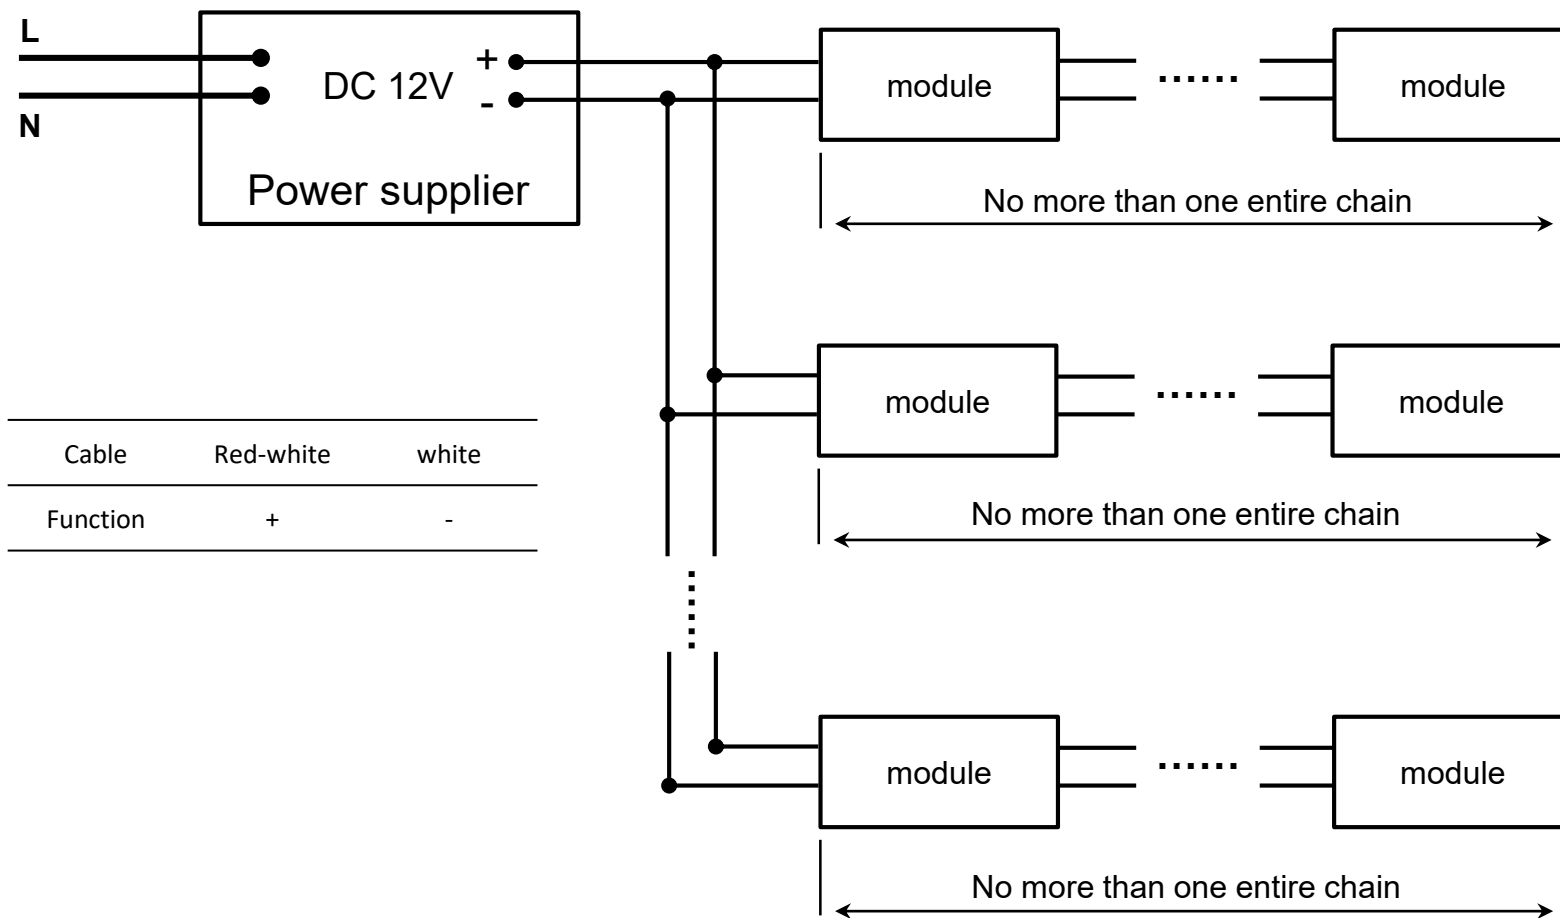 L
N
DC 12V
+
-
Power supplier
module
......
module
No more than one entire chain
module
......
module
No more than one entire chain
Cable Red-white white
Function + -
module
......
module
No more than one entire chain